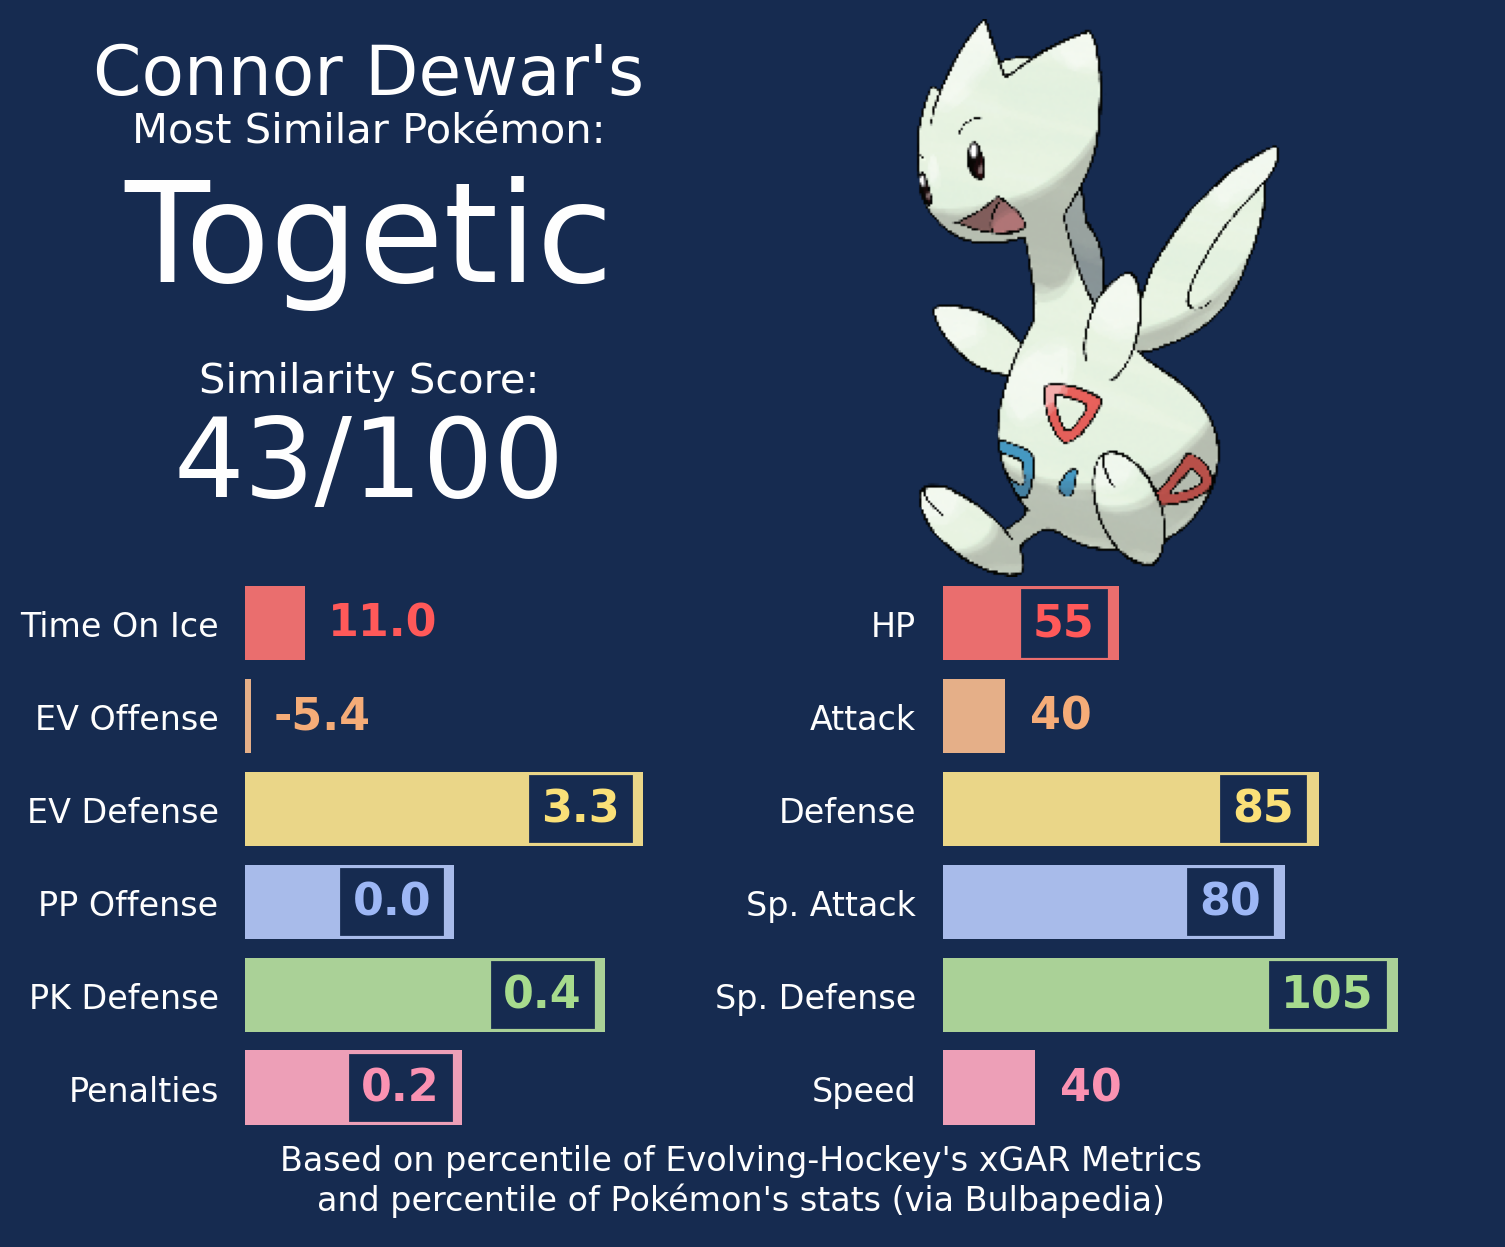 Connor Dewar's
Most Similar Pokémon:
Togetic
Similarity Score:
43/100
Time On Ice 11.0
EV Offense -5.4
EV Defense 3.3
PP Offense 0.0
PK Defense 0.4
Penalties 0.2
HP 55
Attack 40
Defense 85
Sp. Attack 80
Sp. Defense 105
Speed 40
Based on percentile of Evolving-Hockey's xGAR Metrics
and percentile of Pokémon's stats (via Bulbapedia)